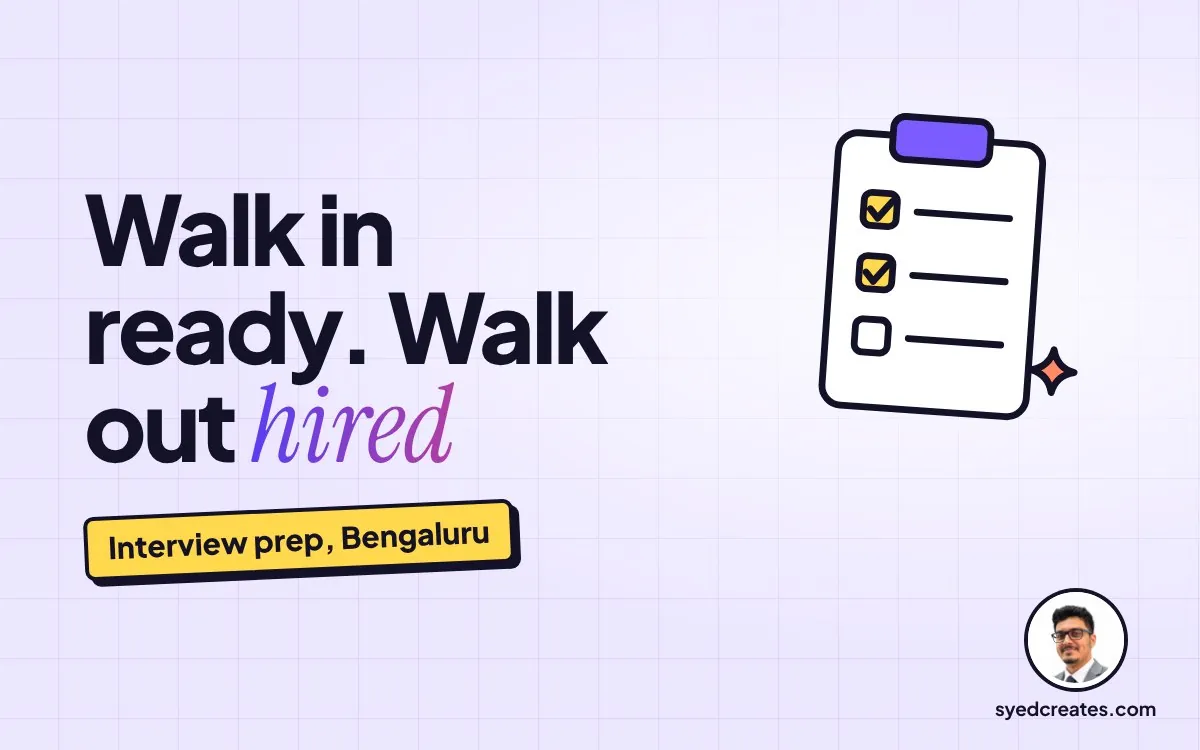 Walk in
ready. Walk
out hired
Interview prep, Bengaluru
syedcreates.com